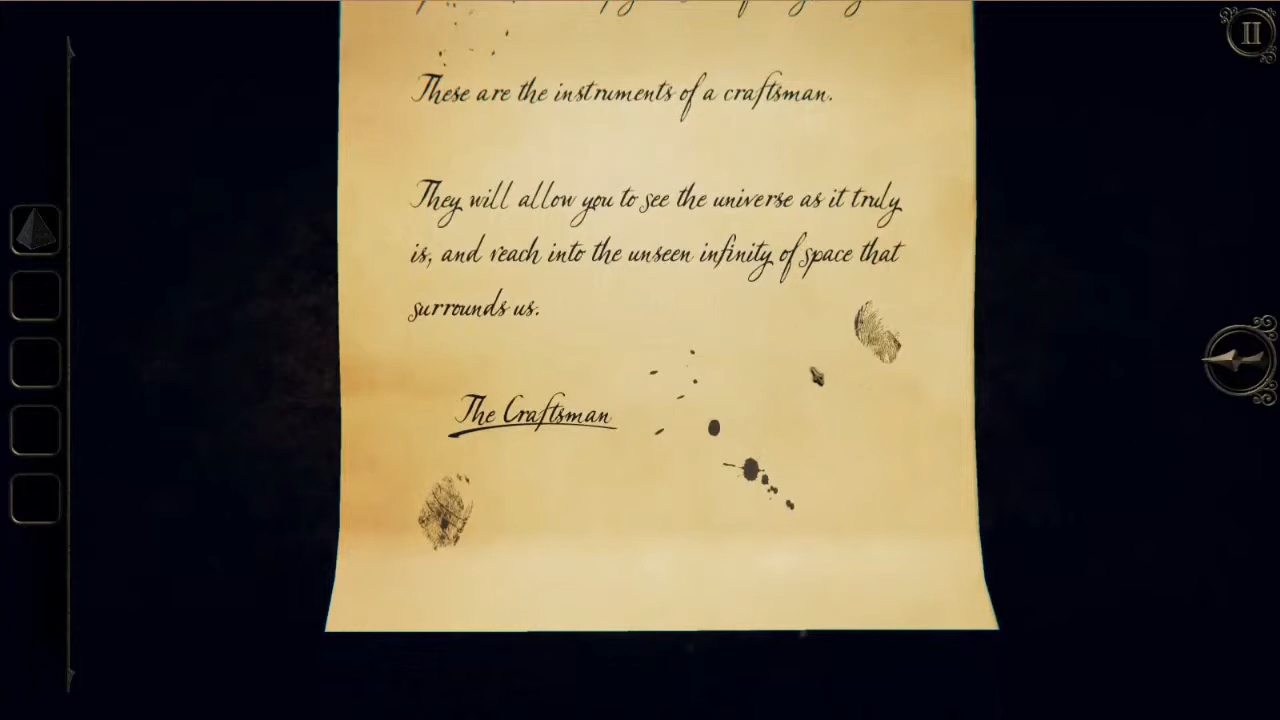 These are the instruments of a craftsman.
They will allow you to see the universe as it truly
is, and reach into the unseen infinity of space that
surrounds us.
The Craftsman